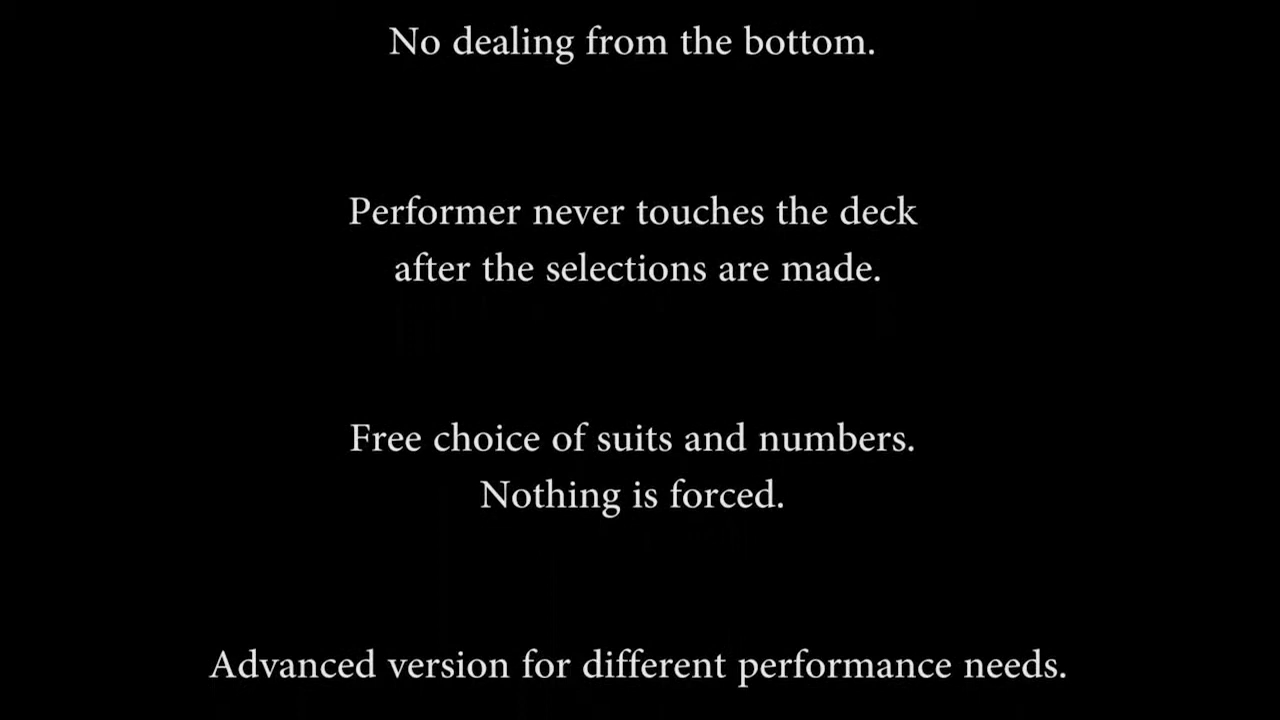 No dealing from the bottom.
Performer never touches the deck
after the selections are made.
Free choice of suits and numbers.
Nothing is forced.
Advanced version for different performance needs.